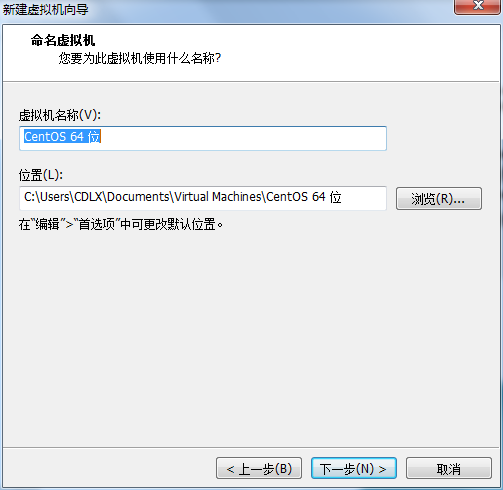 新建虚拟机向导
命名虚拟机
您要为此虚拟机使用什么名称?
虚拟机名称(V):
CentOS 64 位
位置(L):
C:\Users\CDLX\Documents\Virtual Machines\CentOS 64 位
浏览(R)...
在“编辑”>“首选项”中可更改默认位置。
< 上一步(B)
下一步(N) >
取消